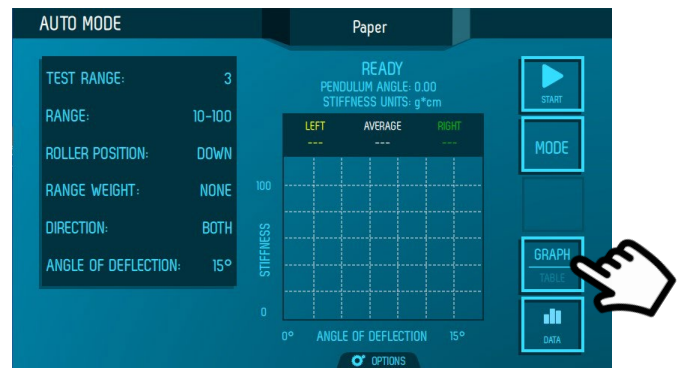 AUTO MODE
Paper
TEST RANGE: 3
RANGE: 10-100
ROLLER POSITION: DOWN
RANGE WEIGHT: NONE
DIRECTION: BOTH
ANGLE OF DEFLECTION: 15°
READY
PENDULUM ANGLE: 0.00
STIFFNESS UNITS: g*cm
LEFT AVERAGE RIGHT
--- --- ---
100
STIFFNESS
0
0° ANGLE OF DEFLECTION 15°
OPTIONS
START
MODE
GRAPH
TABLE
DATA